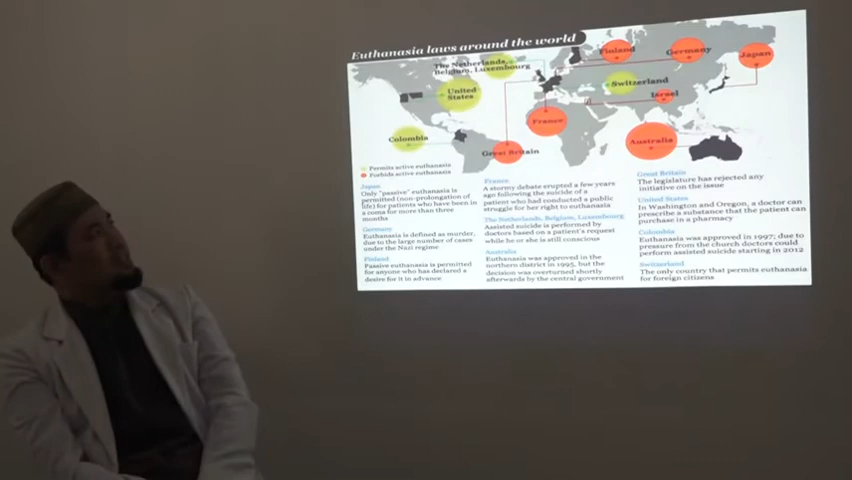 Euthanasia laws around the world
The Netherlands,
Belgium, Luxembourg
Finland
Germany
Japan
United
States
Switzerland
Israel
France
Colombia
Great Britain
Australia
Permits active euthanasia
Forbids active euthanasia
Japan
Only "passive" euthanasia is
permitted (non-prolongation of
life) for patients who have been in
a coma for more than three
months
Germany
Euthanasia is defined as murder,
due to the large number of cases
under the Nazi regime
Finland
Passive euthanasia is permitted
for anyone who has declared a
desire for it in advance
France
A stormy debate erupted a few years
ago following the suicide of a
patient who had conducted a public
struggle for her right to euthanasia
The Netherlands, Belgium, Luxembourg
Assisted suicide is performed by
doctors based on a patient's request
while he or she is still conscious
Australia
Euthanasia was approved in the
northern district in 1995, but the
decision was overturned shortly
afterwards by the central government
Great Britain
The legislature has rejected any
initiative on the issue
United States
In Washington and Oregon, a doctor can
prescribe a substance that the patient can
purchase in a pharmacy
Colombia
Euthanasia was approved in 1997; due to
pressure from the church doctors could
perform assisted suicide starting in 2012
Switzerland
The only country that permits euthanasia
for foreign citizens